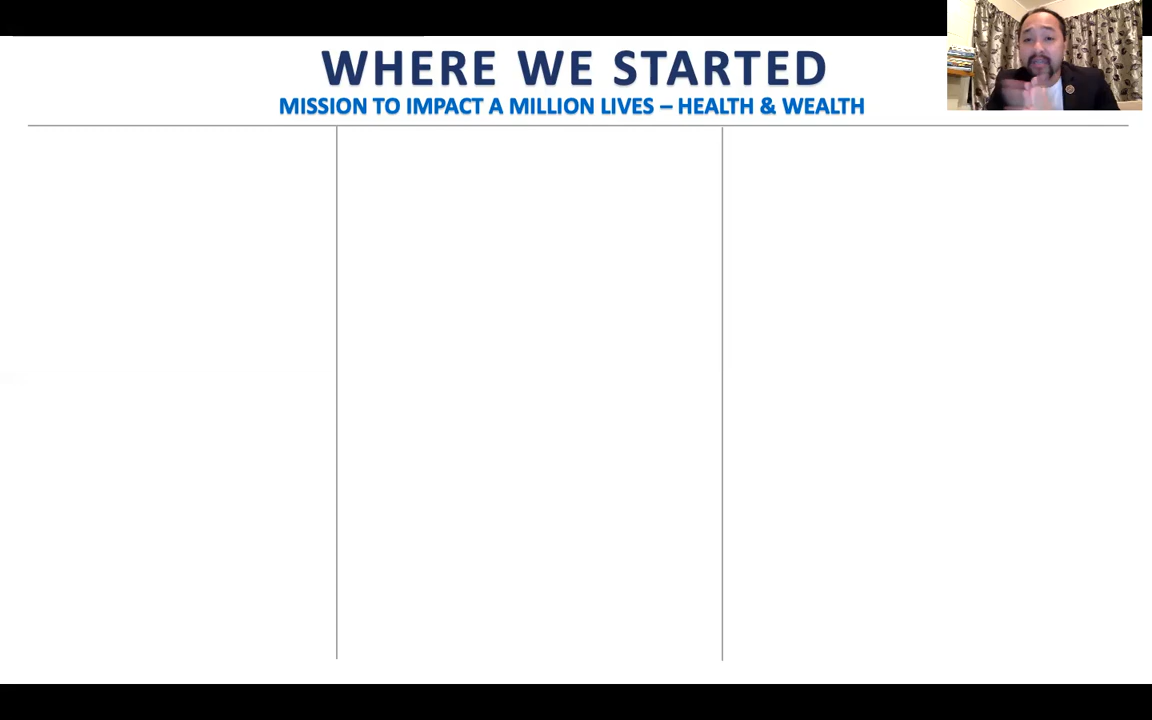 WHERE WE STARTED
MISSION TO IMPACT A MILLION LIVES – HEALTH & WEALTH